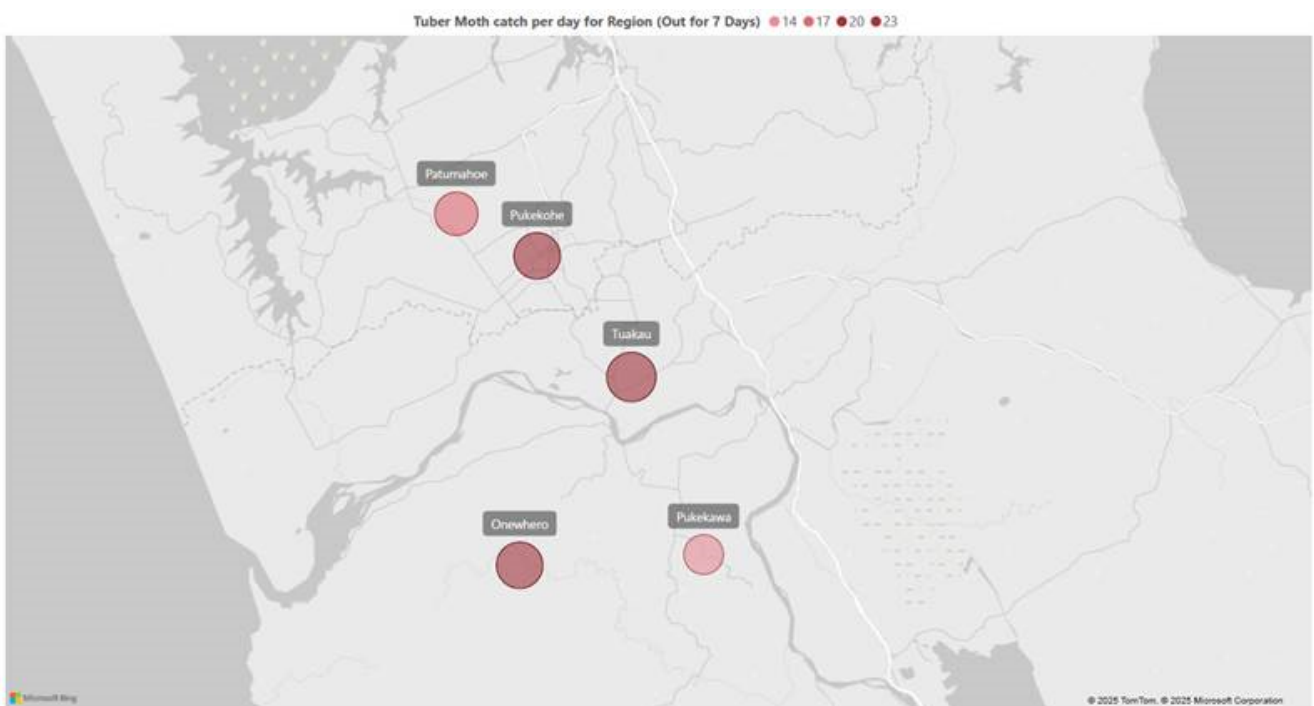 Tuber Moth catch per day for Region (Out for 7 Days) 14 17 20 23
Patumahoe
Pukekohe
Tuakau
Onewhero
Pukekawa
Microsoft Bing
© 2025 TomTom, © 2025 Microsoft Corporation